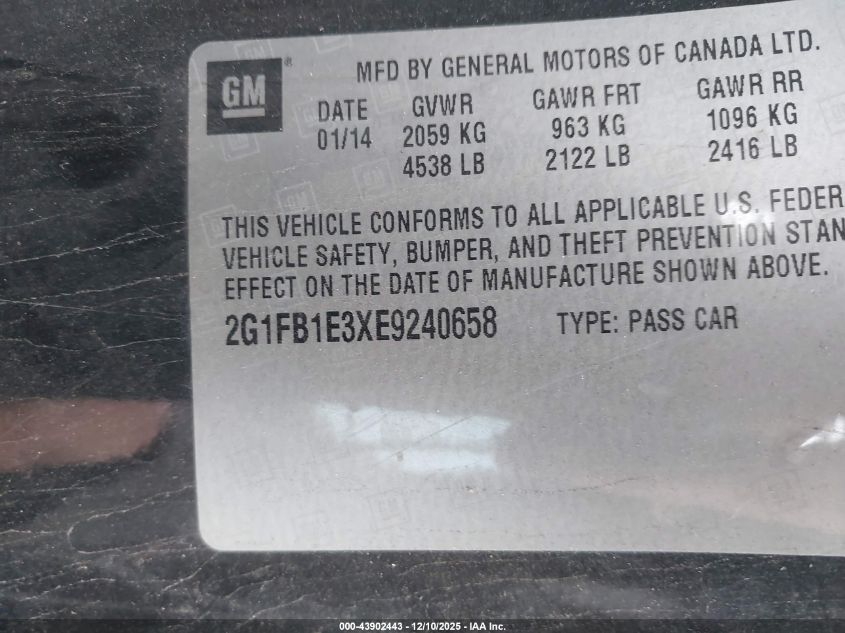 GM ®
MFD BY GENERAL MOTORS OF CANADA LTD.
DATE GVWR GAWR FRT GAWR RR
01/14 2059 KG 963 KG 1096 KG
4538 LB 2122 LB 2416 LB
THIS VEHICLE CONFORMS TO ALL APPLICABLE U.S. FEDER
VEHICLE SAFETY, BUMPER, AND THEFT PREVENTION STAN
EFFECT ON THE DATE OF MANUFACTURE SHOWN ABOVE.
2G1FB1E3XE9240658 TYPE: PASS CAR
000-43902443 - 12/10/2025 - IAA Inc.